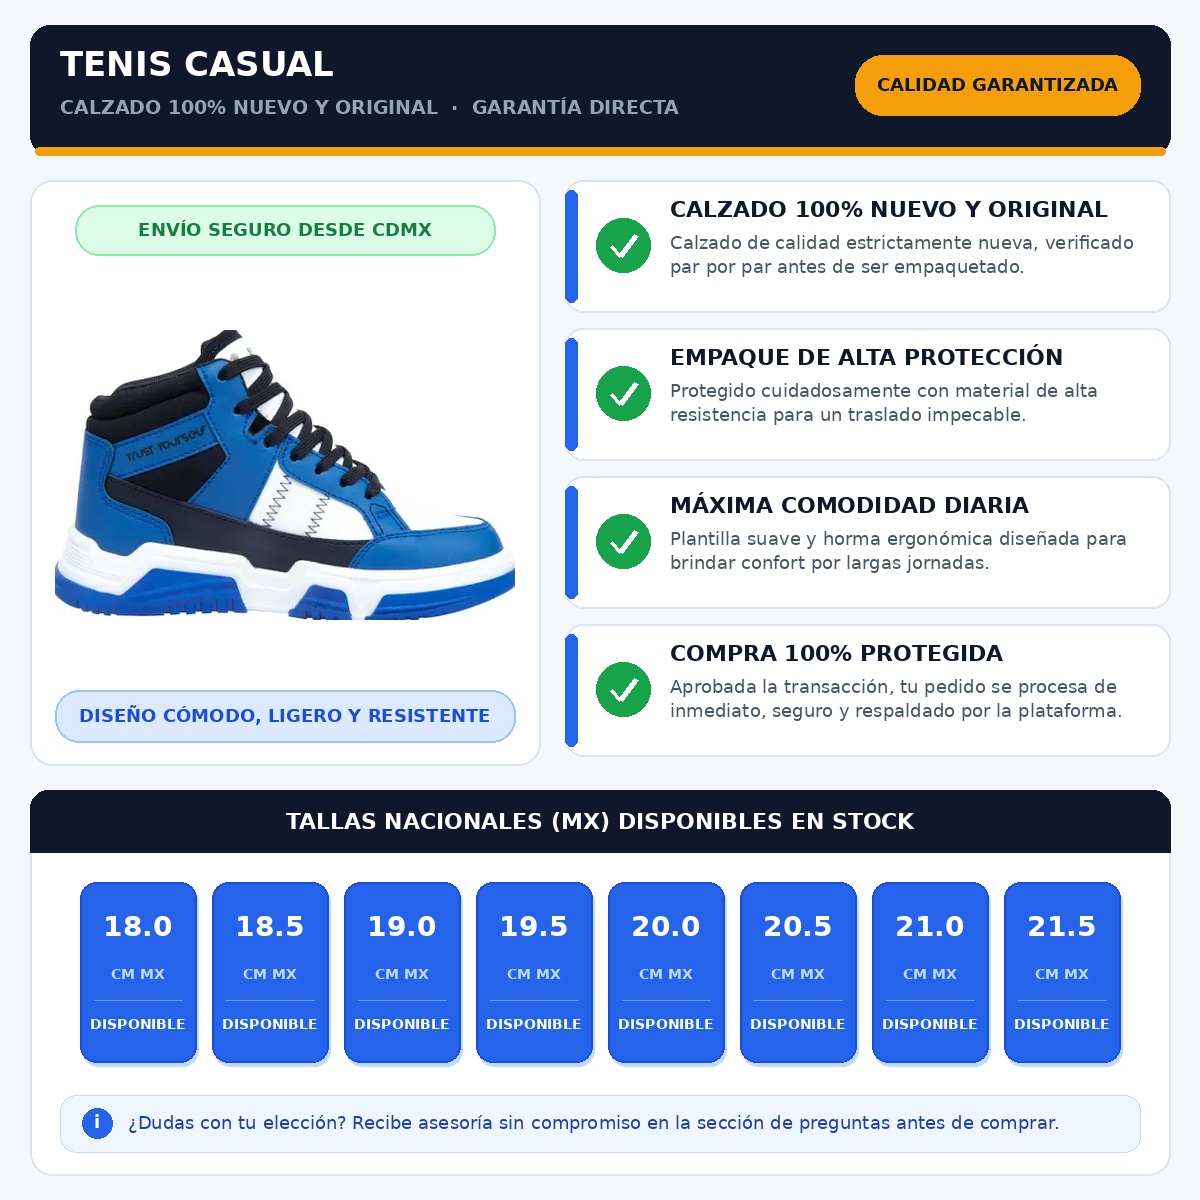 TENIS CASUAL
CALZADO 100% NUEVO Y ORIGINAL · GARANTÍA DIRECTA
CALIDAD GARANTIZADA
ENVÍO SEGURO DESDE CDMX
TRUST YOURSELF
DISEÑO CÓMODO, LIGERO Y RESISTENTE
CALZADO 100% NUEVO Y ORIGINAL
Calzado de calidad estrictamente nueva, verificado
par por par antes de ser empaquetado.
EMPAQUE DE ALTA PROTECCIÓN
Protegido cuidadosamente con material de alta
resistencia para un traslado impecable.
MÁXIMA COMODIDAD DIARIA
Plantilla suave y horma ergonómica diseñada para
brindar confort por largas jornadas.
COMPRA 100% PROTEGIDA
Aprobada la transacción, tu pedido se procesa de
inmediato, seguro y respaldado por la plataforma.
TALLAS NACIONALES (MX) DISPONIBLES EN STOCK
18.0 18.5 19.0 19.5 20.0 20.5 21.0 21.5
CM MX CM MX CM MX CM MX CM MX CM MX CM MX CM MX
DISPONIBLE DISPONIBLE DISPONIBLE DISPONIBLE DISPONIBLE DISPONIBLE DISPONIBLE DISPONIBLE
i ¿Dudas con tu elección? Recibe asesoría sin compromiso en la sección de preguntas antes de comprar.